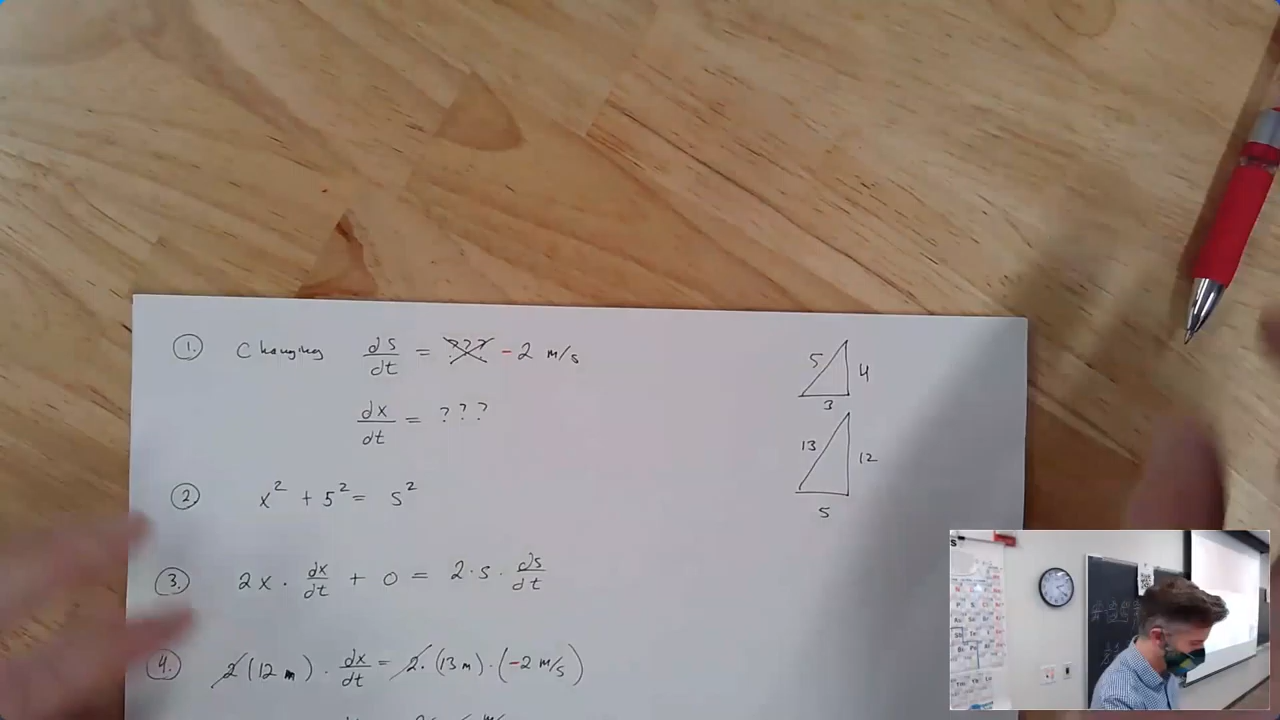 1. Changing ds/dt = ??? -2 m/s
dx/dt = ???
2. x² + 5² = s²
3. 2x · dx/dt + 0 = 2·s · ds/dt
4. 2(12 m) · dx/dt = 2·(13 m)·(-2 m/s)
5 4
3
13 12
5